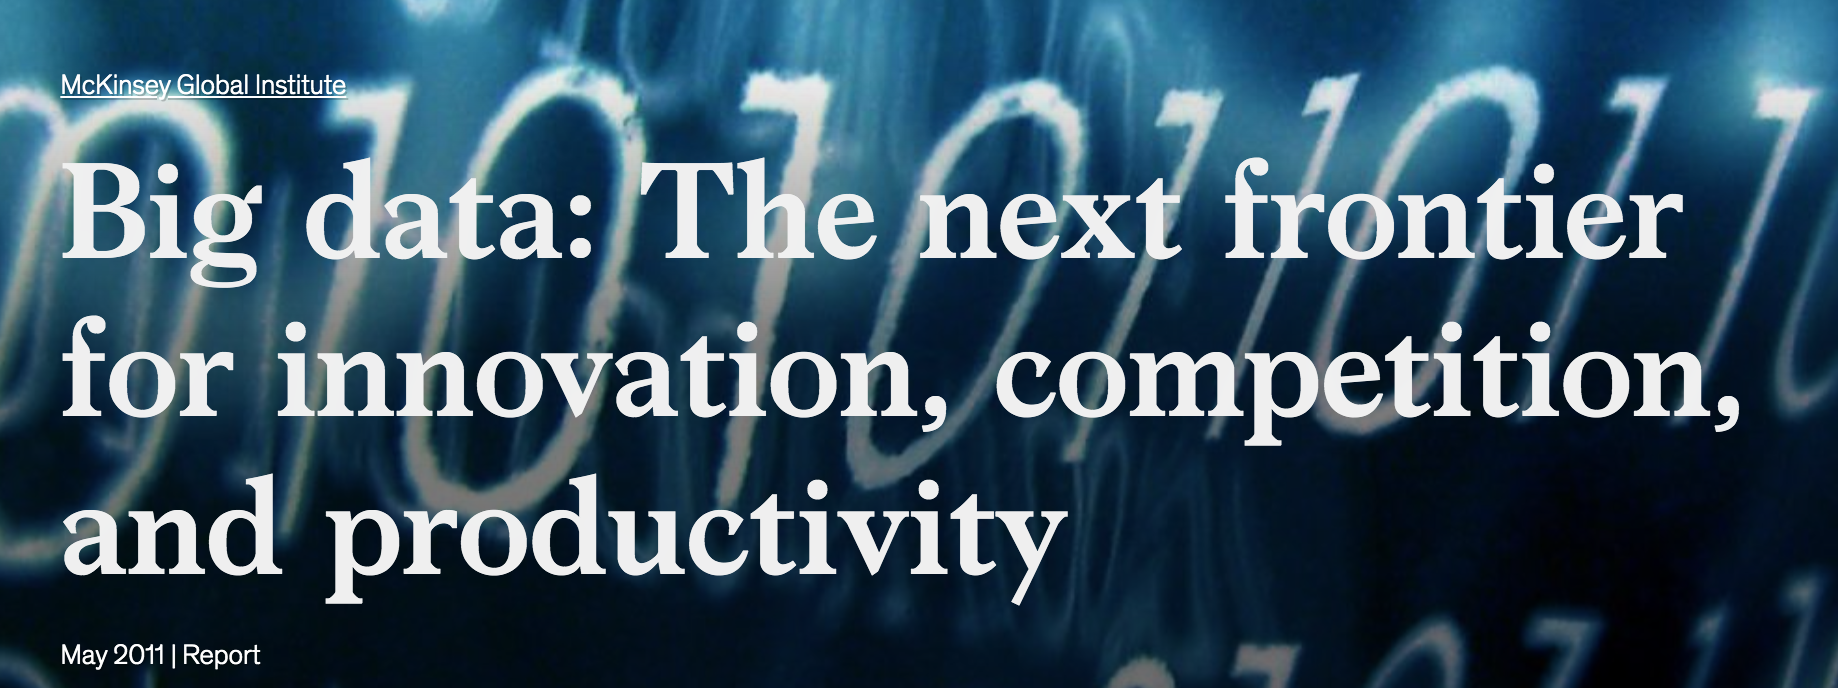 McKinsey Global Institute
Big data: The next frontier
for innovation, competition,
and productivity
May 2011 | Report